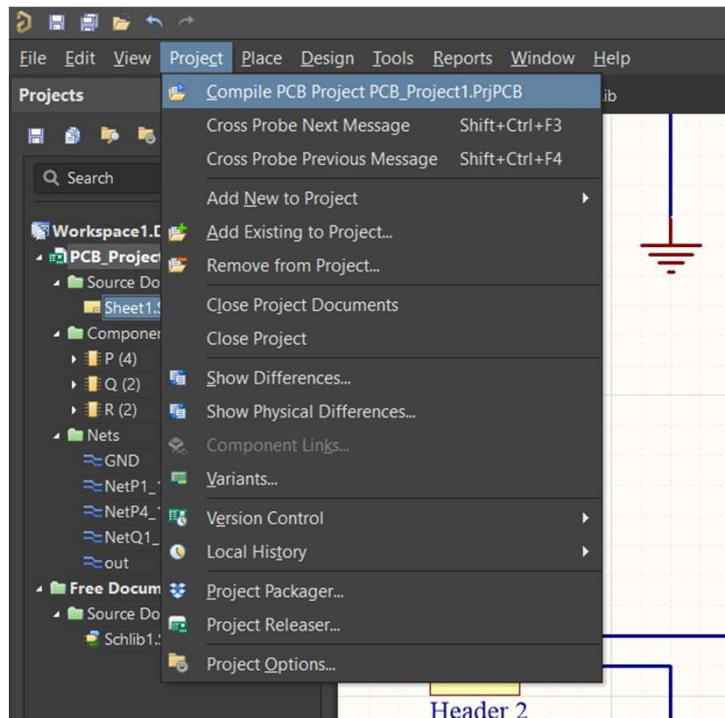 File Edit View Project Place Design Tools Reports Window Help
Projects
Compile PCB Project PCB_Project1.PrjPCB
Cross Probe Next Message Shift+Ctrl+F3
Cross Probe Previous Message Shift+Ctrl+F4
Search
Add New to Project
Workspace1.D
Add Existing to Project...
PCB_Project
Remove from Project...
Source Do
Sheet1.S
Close Project Documents
Componen
Close Project
P (4)
Q (2)
Show Differences...
R (2)
Show Physical Differences...
Nets
Component Links...
GND
Variants...
NetP1_1
NetP4_1
Version Control
NetQ1_
Local History
out
Free Docum
Project Packager...
Source Do
Project Releaser...
Schlib1.S
Project Options...
Header 2